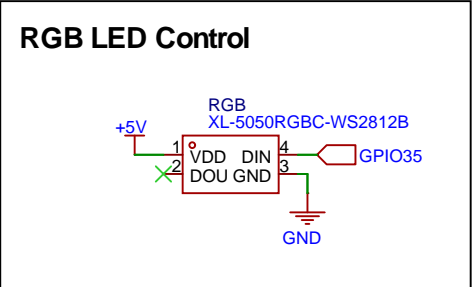 RGB LED Control
RGB
XL-5050RGBC-WS2812B
+5V
1 VDD DIN 4 GPIO35
2 DOU GND 3
GND